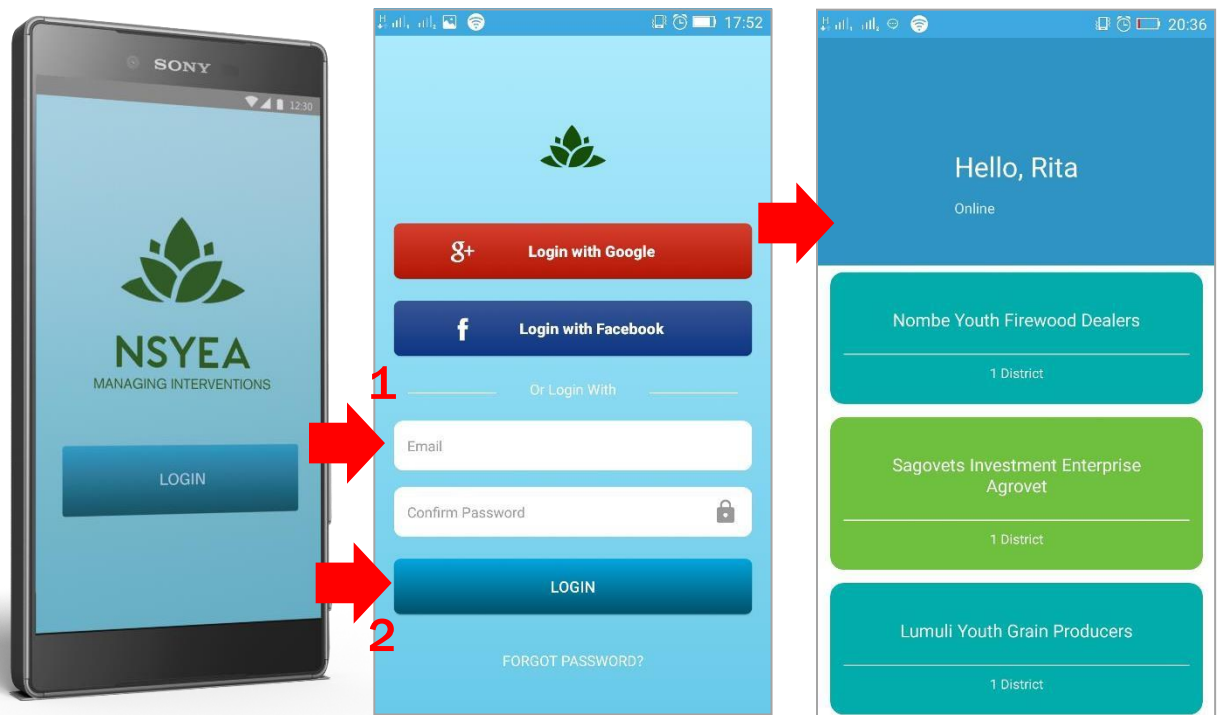 SONY
12:30
NSYEA
MANAGING INTERVENTIONS
LOGIN
17:52
g+ Login with Google
f Login with Facebook
1
Or Login With
Email
Confirm Password
LOGIN
2
FORGOT PASSWORD?
20:36
Hello, Rita
Online
Nombe Youth Firewood Dealers
1 District
Sagovets Investment Enterprise
Agrovet
1 District
Lumuli Youth Grain Producers
1 District